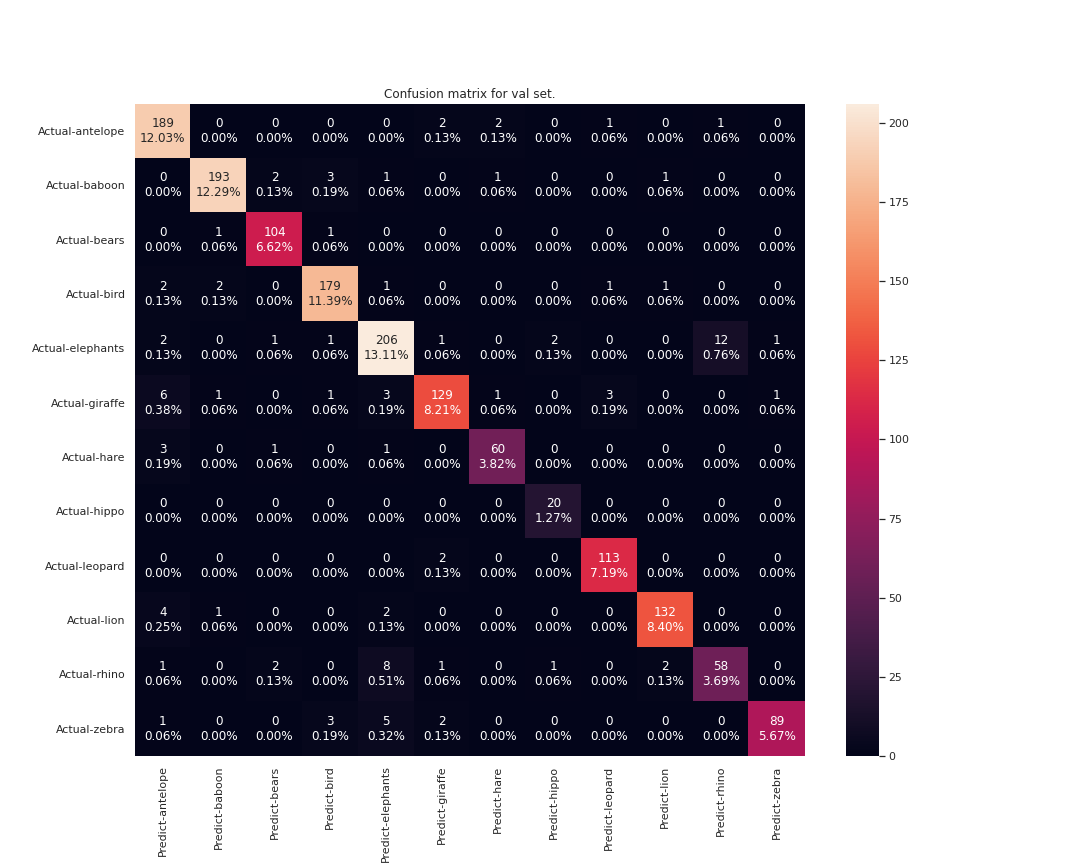 Confusion matrix for val set.
Actual-antelope 189 0 0 0 0 2 2 0 1 0 1 0
12.03% 0.00% 0.00% 0.00% 0.00% 0.13% 0.13% 0.00% 0.06% 0.00% 0.06% 0.00%
Actual-baboon 0 193 2 3 1 0 1 0 0 1 0 0
0.00% 12.29% 0.13% 0.19% 0.06% 0.00% 0.06% 0.00% 0.00% 0.06% 0.00% 0.00%
Actual-bears 0 1 104 1 0 0 0 0 0 0 0 0
0.00% 0.06% 6.62% 0.06% 0.00% 0.00% 0.00% 0.00% 0.00% 0.00% 0.00% 0.00%
Actual-bird 2 2 0 179 1 0 0 0 1 1 0 0
0.13% 0.13% 0.00% 11.39% 0.06% 0.00% 0.00% 0.00% 0.06% 0.06% 0.00% 0.00%
Actual-elephants 2 0 1 1 206 1 0 2 0 0 12 1
0.13% 0.00% 0.06% 0.06% 13.11% 0.06% 0.00% 0.13% 0.00% 0.00% 0.76% 0.06%
Actual-giraffe 6 1 0 1 3 129 1 0 3 0 0 1
0.38% 0.06% 0.00% 0.06% 0.19% 8.21% 0.06% 0.00% 0.19% 0.00% 0.00% 0.06%
Actual-hare 3 0 1 0 1 0 60 0 0 0 0 0
0.19% 0.00% 0.06% 0.00% 0.06% 0.00% 3.82% 0.00% 0.00% 0.00% 0.00% 0.00%
Actual-hippo 0 0 0 0 0 0 0 20 0 0 0 0
0.00% 0.00% 0.00% 0.00% 0.00% 0.00% 0.00% 1.27% 0.00% 0.00% 0.00% 0.00%
Actual-leopard 0 0 0 0 0 2 0 0 113 0 0 0
0.00% 0.00% 0.00% 0.00% 0.00% 0.13% 0.00% 0.00% 7.19% 0.00% 0.00% 0.00%
Actual-lion 4 1 0 0 2 0 0 0 0 132 0 0
0.25% 0.06% 0.00% 0.00% 0.13% 0.00% 0.00% 0.00% 0.00% 8.40% 0.00% 0.00%
Actual-rhino 1 0 2 0 8 1 0 1 0 2 58 0
0.06% 0.00% 0.13% 0.00% 0.51% 0.06% 0.00% 0.06% 0.00% 0.13% 3.69% 0.00%
Actual-zebra 1 0 0 3 5 2 0 0 0 0 0 89
0.06% 0.00% 0.00% 0.19% 0.32% 0.13% 0.00% 0.00% 0.00% 0.00% 0.00% 5.67%
Predict-antelope
Predict-baboon
Predict-bears
Predict-bird
Predict-elephants
Predict-giraffe
Predict-hare
Predict-hippo
Predict-leopard
Predict-lion
Predict-rhino
Predict-zebra
200
175
150
125
100
75
50
25
0